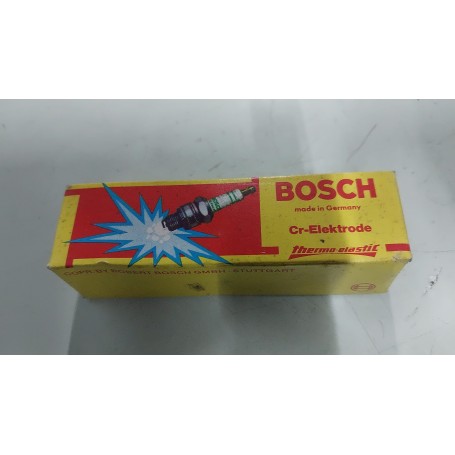 BOSCH
made in Germany
Cr-Elektrode
thermo elastic
ROBERT BOSCH GMBH · STUTTGART